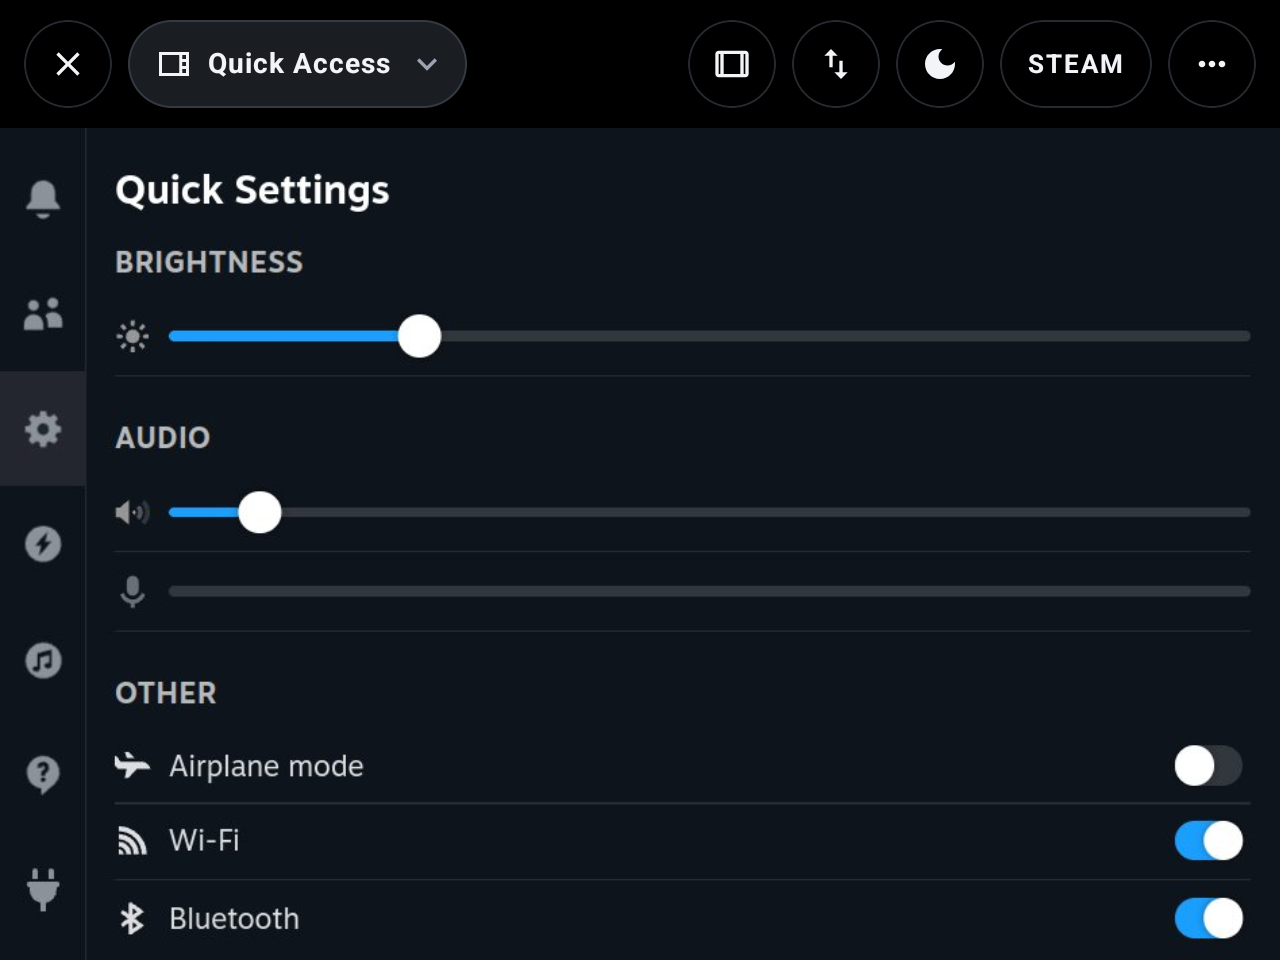 Quick Access
STEAM
Quick Settings
BRIGHTNESS
AUDIO
OTHER
Airplane mode
Wi-Fi
Bluetooth